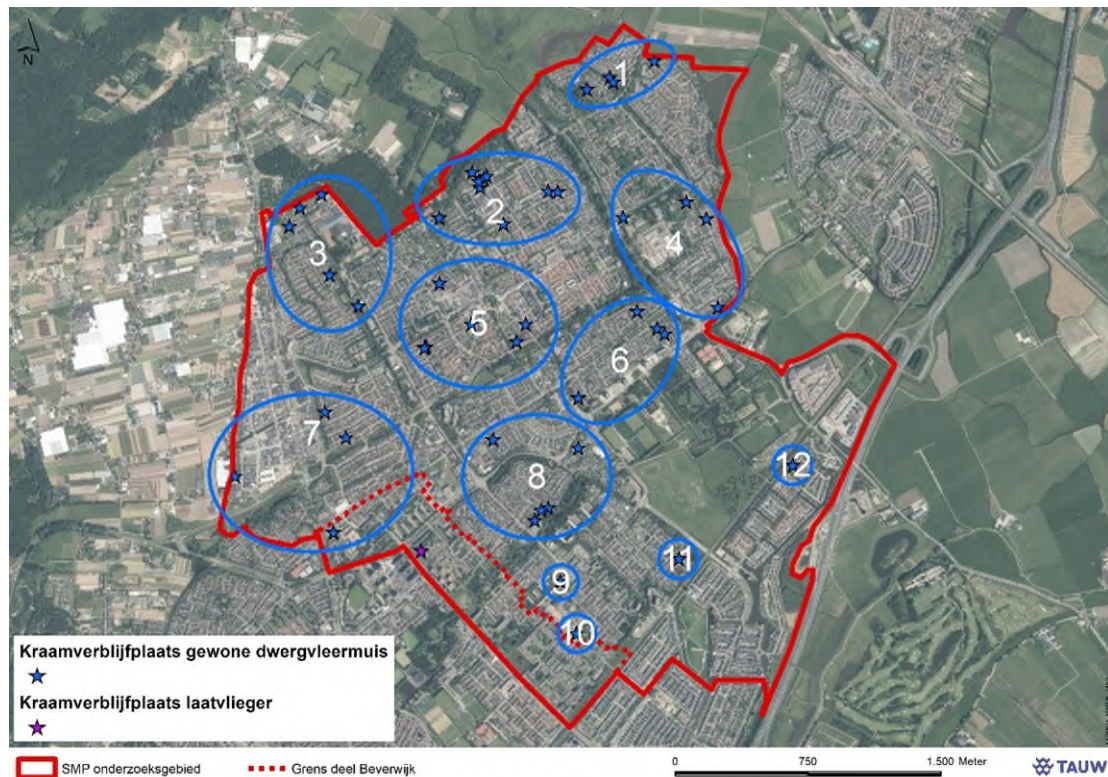 N
1
2
3
4
5
6
7
8
9
10
11
12
Kraamverblijfplaats gewone dwergvleermuis
Kraamverblijfplaats laatvlieger
SMP onderzoeksgebied
Grens deel Beverwijk
0 750 1.500 Meter
TAUW